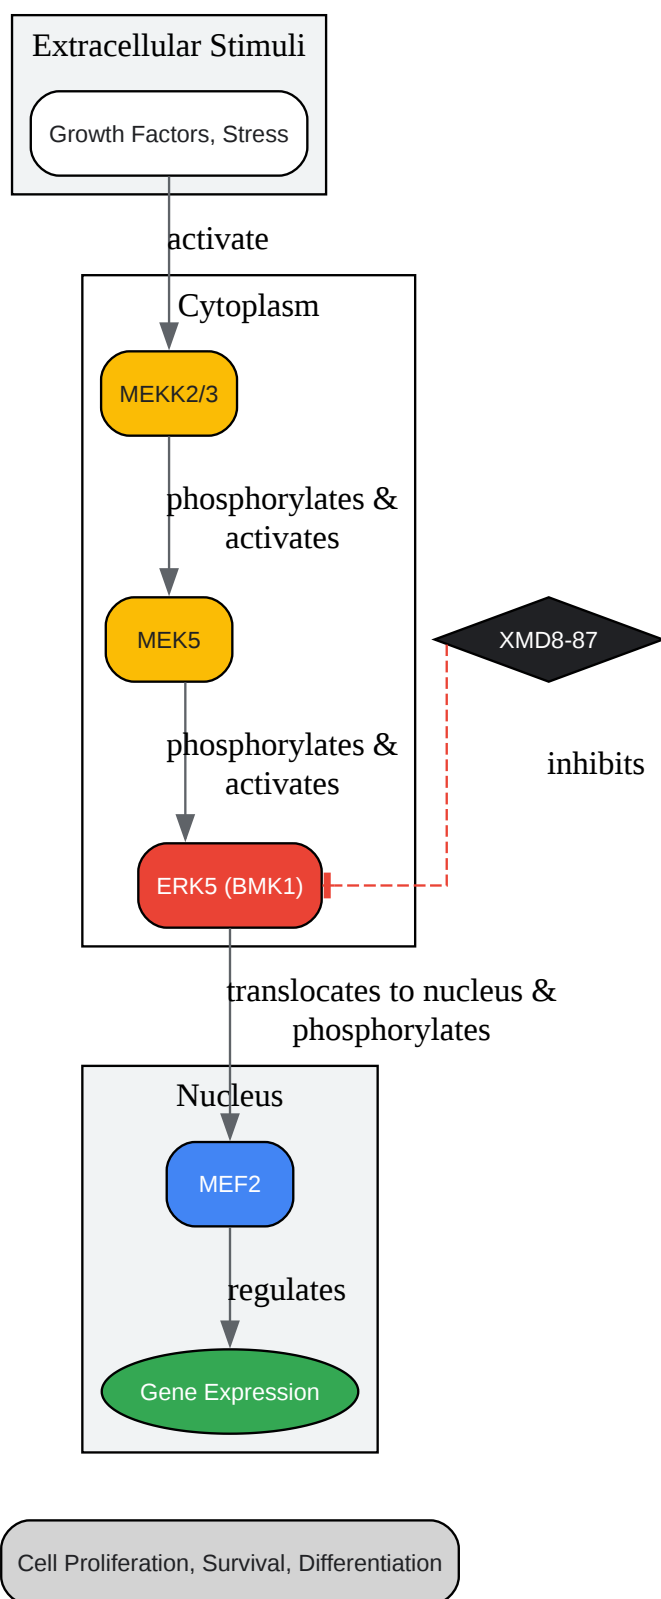 Extracellular Stimuli
Growth Factors, Stress
activate
Cytoplasm
MEKK2/3
phosphorylates &
activates
MEK5
XMD8-87
phosphorylates &
activates
inhibits
ERK5 (BMK1)
translocates to nucleus &
phosphorylates
Nucleus
MEF2
regulates
Gene Expression
Cell Proliferation, Survival, Differentiation